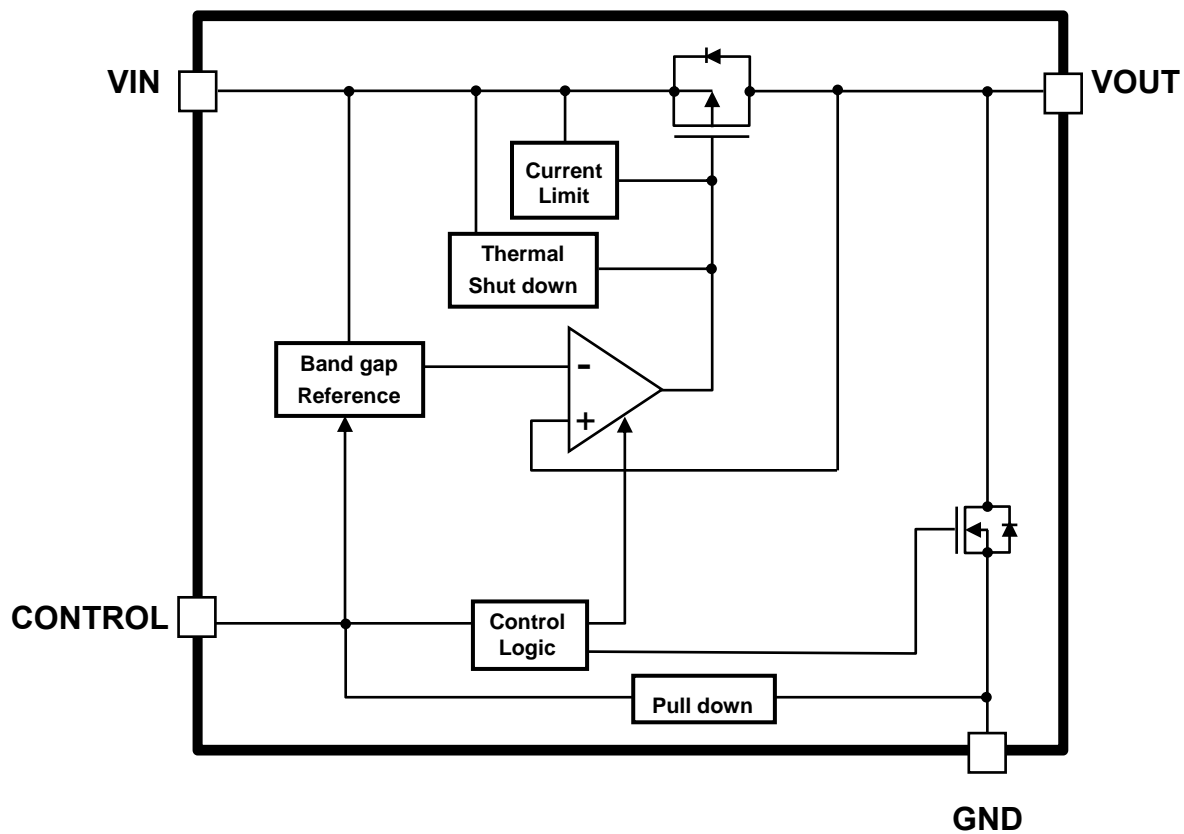 VIN
VOUT
Current
Limit
Thermal
Shut down
Band gap
Reference
-
+
CONTROL
Control
Logic
Pull down
GND